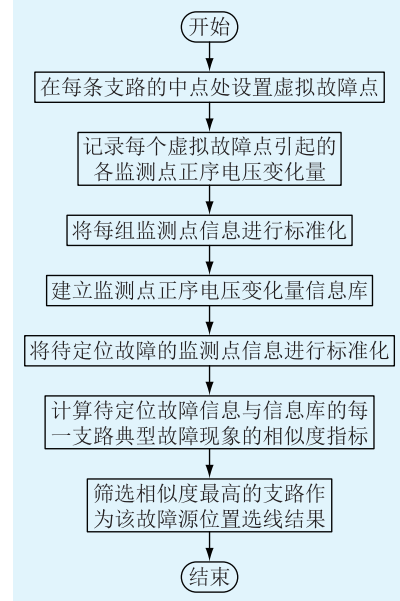 开始
在每条支路的中点处设置虚拟故障点
记录每个虚拟故障点引起的
各监测点正序电压变化量
将每组监测点信息进行标准化
建立监测点正序电压变化量信息库
将待定位故障的监测点信息进行标准化
计算待定位故障信息与信息库的每
一支路典型故障现象的相似度指标
筛选相似度最高的支路作
为该故障源位置选线结果
结束